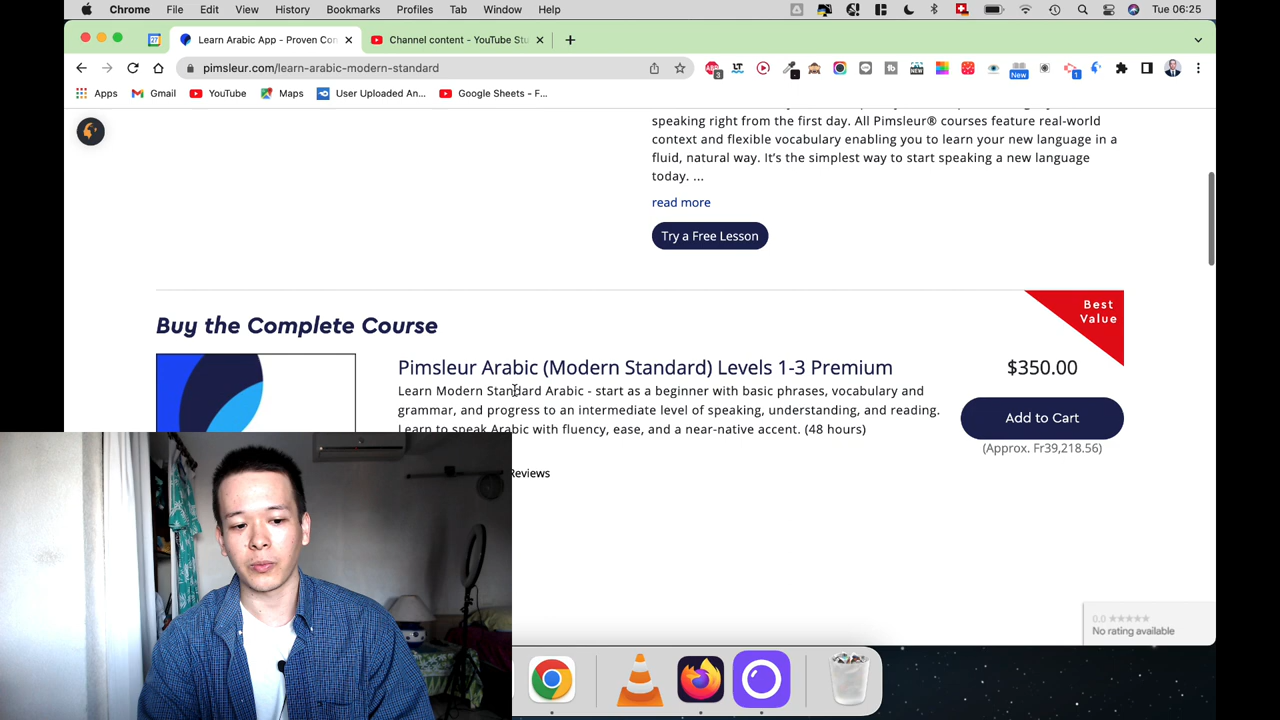 Chrome File Edit View History Bookmarks Profiles Tab Window Help Tue 06:25
27 Learn Arabic App - Proven Con Channel content - YouTube Stu
pimsleur.com/learn-arabic-modern-standard
Apps Gmail YouTube Maps User Uploaded An... Google Sheets - F...
speaking right from the first day. All Pimsleur® courses feature real-world
context and flexible vocabulary enabling you to learn your new language in a
fluid, natural way. It's the simplest way to start speaking a new language
today. ...
read more
Try a Free Lesson
Best
Value
Buy the Complete Course
Pimsleur Arabic (Modern Standard) Levels 1-3 Premium
$350.00
Learn Modern Standard Arabic - start as a beginner with basic phrases, vocabulary and
grammar, and progress to an intermediate level of speaking, understanding, and reading.
Learn to speak Arabic with fluency, ease, and a near-native accent. (48 hours)
Add to Cart
(Approx. Fr39,218.56)
Reviews
0.0
No rating available